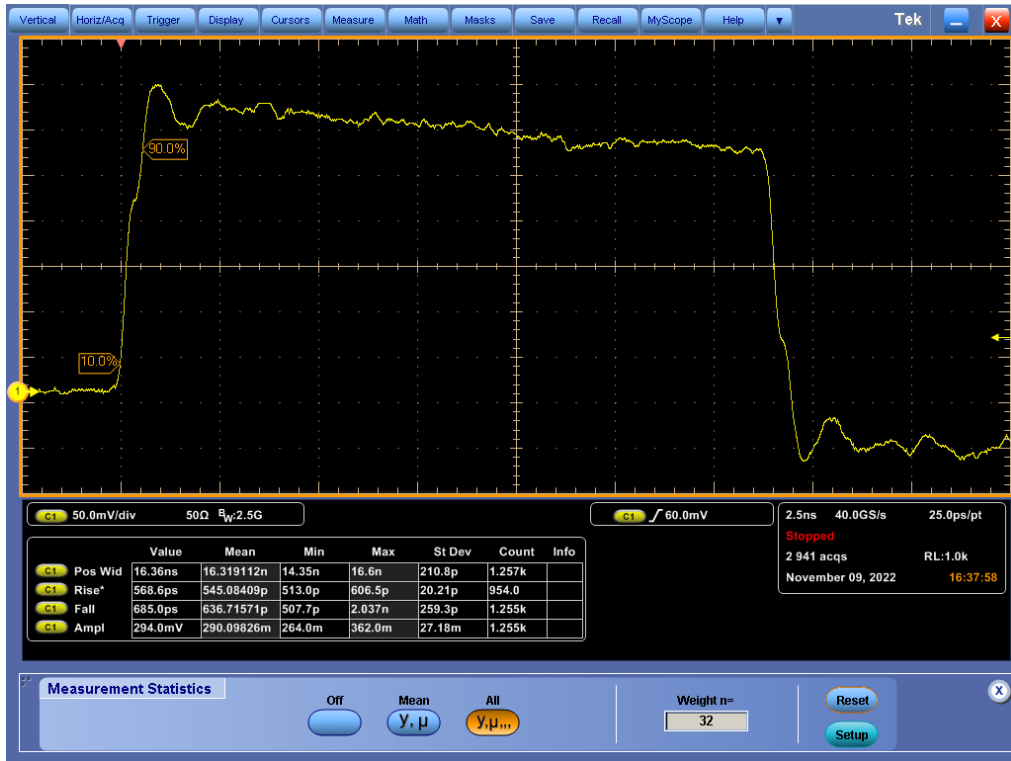 Vertical Horiz/Acq Trigger Display Cursors Measure Math Masks Save Recall MyScope Help Tek X
90.0%
10.0%
1
C1 50.0mV/div 50Ω BW:2.5G
C1 60.0mV
2.5ns 40.0GS/s 25.0ps/pt
Stopped
2 941 acqs RL:1.0k
November 09, 2022 16:37:58
Value Mean Min Max St Dev Count Info
C1 Pos Wid 16.36ns 16.319112n 14.35n 16.6n 210.8p 1.257k
C1 Rise* 568.6ps 545.08409p 513.0p 606.5p 20.21p 954.0
C1 Fall 685.0ps 636.71571p 507.7p 2.037n 259.3p 1.255k
C1 Ampl 294.0mV 290.09826m 264.0m 362.0m 27.18m 1.255k
Measurement Statistics
X
Off Mean All
y, μ y,μ,,,
Weight n=
32
Reset
Setup